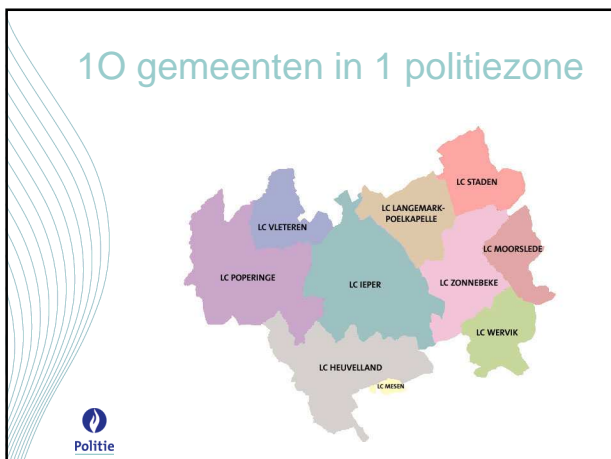 1O gemeenten in 1 politiezone
LC STADEN
LC LANGEMARK-
POELKAPELLE
LC VLETEREN
LC MOORSLEDE
LC POPERINGE
LC IEPER
LC ZONNEBEKE
LC WERVIK
LC HEUVELLAND
LC MESEN
Politie